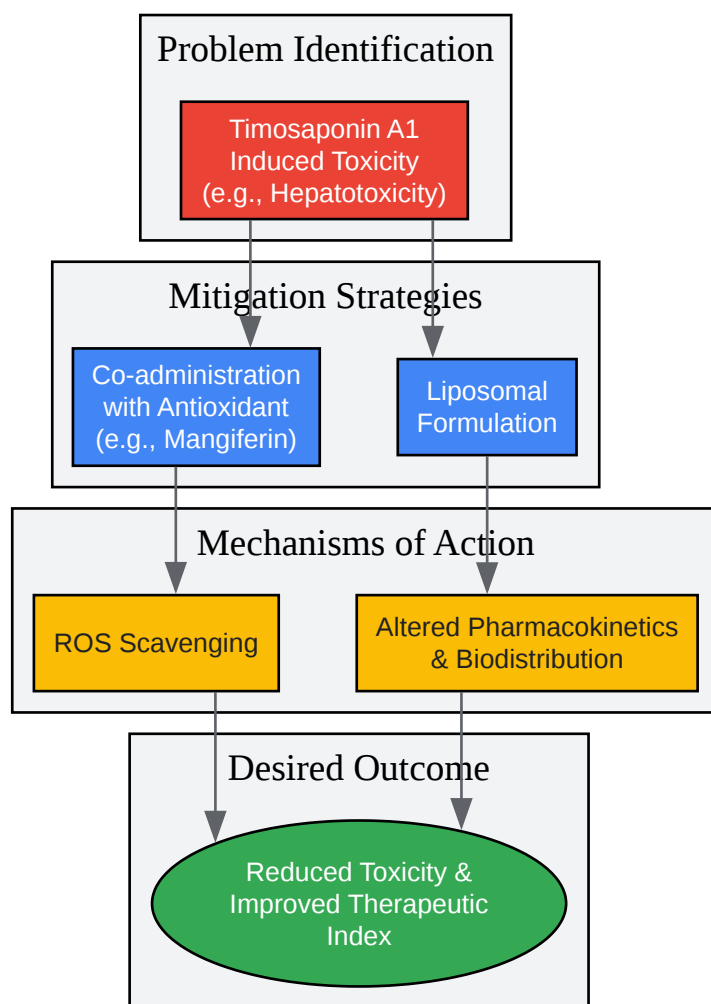 Problem Identification
Timosaponin A1
Induced Toxicity
(e.g., Hepatotoxicity)
Mitigation Strategies
Co-administration
with Antioxidant
(e.g., Mangiferin)
Liposomal
Formulation
Mechanisms of Action
ROS Scavenging
Altered Pharmacokinetics
& Biodistribution
Desired Outcome
Reduced Toxicity &
Improved Therapeutic
Index